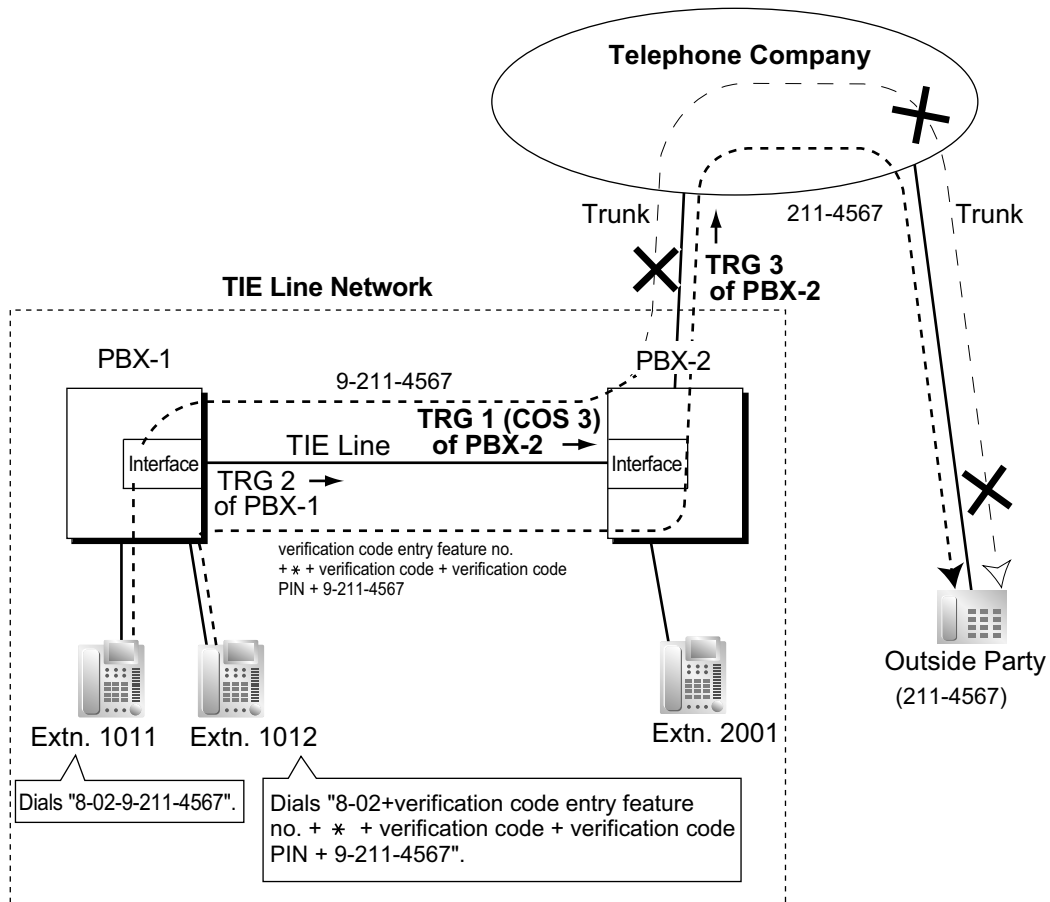 Telephone Company
Trunk
211-4567
Trunk
TRG 3
of PBX-2
TIE Line Network
PBX-1
PBX-2
9-211-4567
TRG 1 (COS 3)
of PBX-2
TIE Line
Interface
Interface
TRG 2
of PBX-1
verification code entry feature no.
+ * + verification code + verification code
PIN + 9-211-4567
Outside Party
(211-4567)
Extn. 1011
Extn. 1012
Extn. 2001
Dials "8-02-9-211-4567".
Dials "8-02+verification code entry feature
no. + * + verification code + verification code
PIN + 9-211-4567".